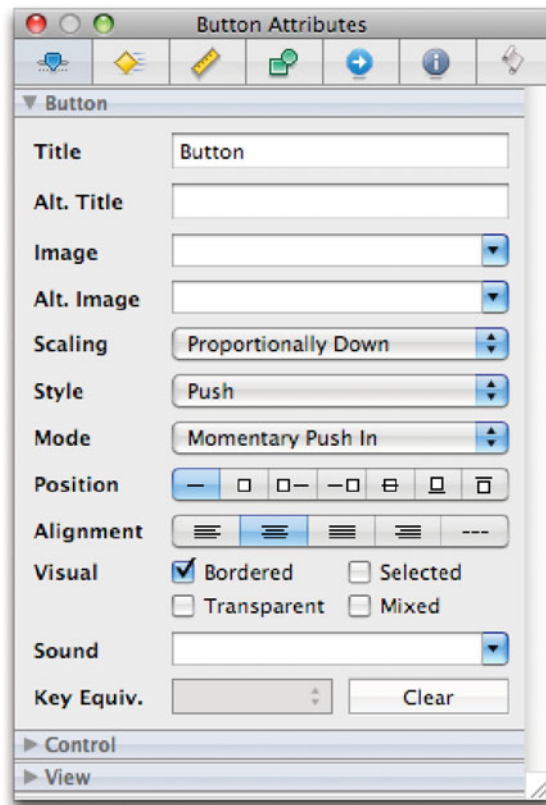 Button Attributes
Button
Title Button
Alt. Title
Image
Alt. Image
Scaling Proportionally Down
Style Push
Mode Momentary Push In
Position
Alignment
Visual Bordered Selected
Transparent Mixed
Sound
Key Equiv. Clear
Control
View